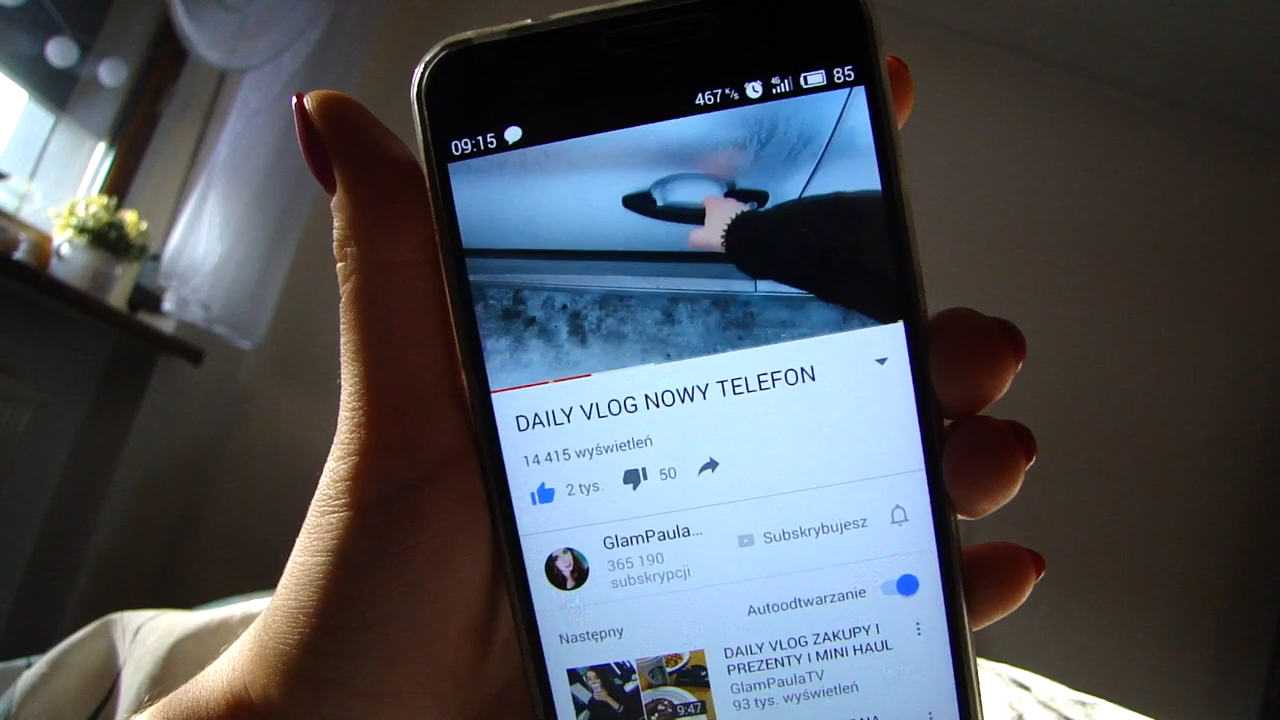 467 K/s 4G 85
09:15
DAILY VLOG NOWY TELEFON
14 415 wyświetleń
2 tys. 50
GlamPaula...
365 190
subskrypcji
Subskrybujesz
Autoodtwarzanie
Następny
DAILY VLOG ZAKUPY I
PREZENTY I MINI HAUL
GlamPaulaTV
93 tys. wyświetleń
9:47